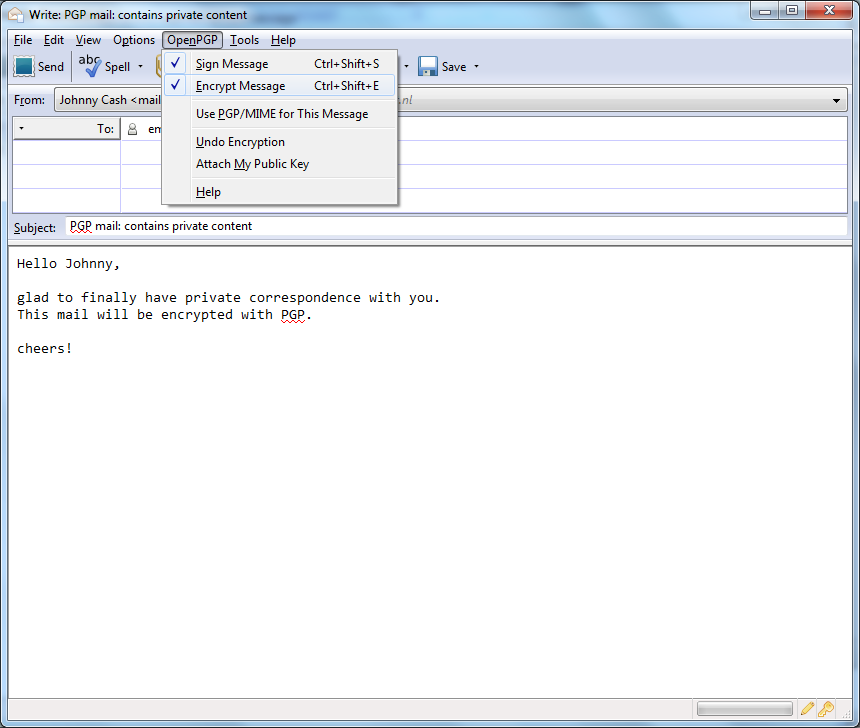 Write: PGP mail: contains private content
File Edit View Options OpenPGP Tools Help
Send abc Spell Save
Sign Message Ctrl+Shift+S
Encrypt Message Ctrl+Shift+E
Use PGP/MIME for This Message
Undo Encryption
Attach My Public Key
Help
From: Johnny Cash <mail .nl
To: em
Subject: PGP mail: contains private content
Hello Johnny,
glad to finally have private correspondence with you.
This mail will be encrypted with PGP.
cheers!